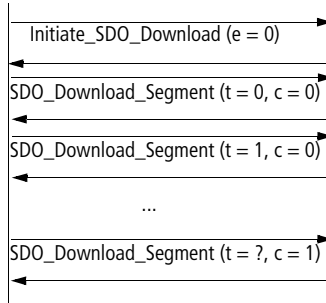 Initiate_SDO_Download (e = 0)
SDO_Download_Segment (t = 0, c = 0)
SDO_Download_Segment (t = 1, c = 0)
...
SDO_Download_Segment (t = ?, c = 1)